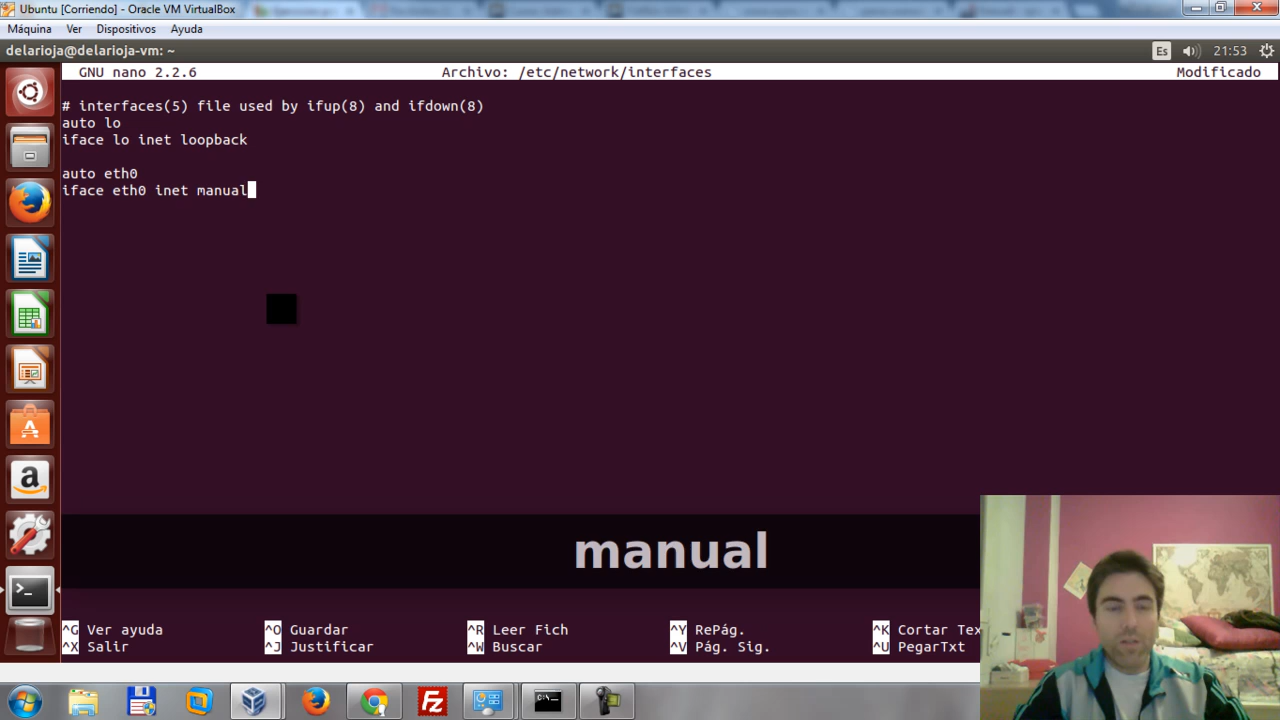 Ubuntu [Corriendo] - Oracle VM VirtualBox
Máquina Ver Dispositivos Ayuda
delarioja@delarioja-vm: ~ Es 21:53
GNU nano 2.2.6 Archivo: /etc/network/interfaces Modificado
# interfaces(5) file used by ifup(8) and ifdown(8)
auto lo
iface lo inet loopback
auto eth0
iface eth0 inet manual
manual
^G Ver ayuda ^O Guardar ^R Leer Fich ^Y RePág. ^K Cortar Tex
^X Salir ^J Justificar ^W Buscar ^V Pág. Sig. ^U PegarTxt